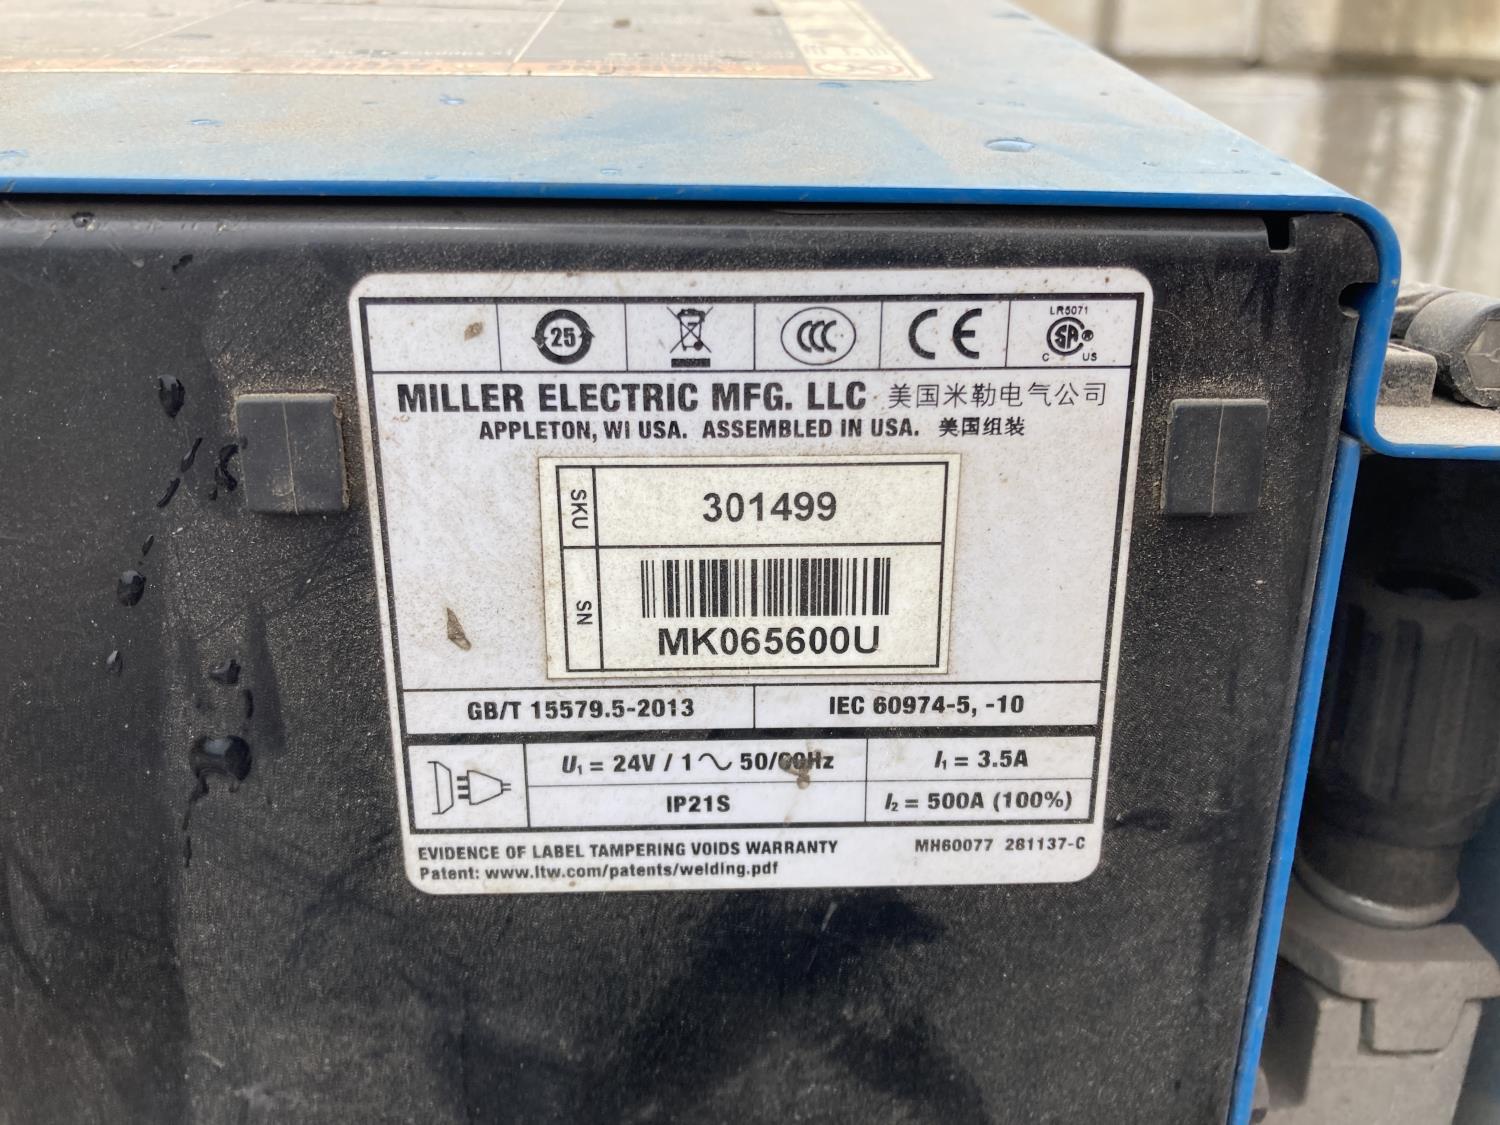 25
LR5071
C US
MILLER ELECTRIC MFG. LLC 美国米勒电气公司
APPLETON, WI USA. ASSEMBLED IN USA. 美国组装
SKU 301499
SN MK065600U
GB/T 15579.5-2013 IEC 60974-5, -10
U1 = 24V / 1 50/60Hz I1 = 3.5A
IP21S I2 = 500A (100%)
EVIDENCE OF LABEL TAMPERING VOIDS WARRANTY MH60077 281137-C
Patent: www.itw.com/patents/welding.pdf